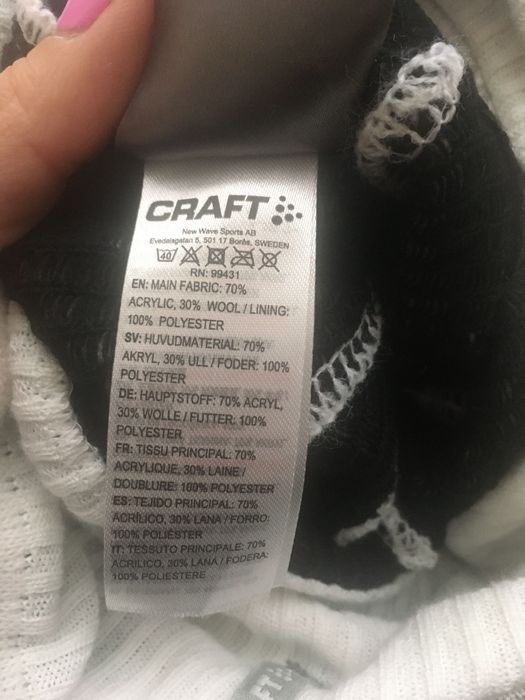 CRAFT
New Wave Sports AB
Evedalsgatan 5, 501 17 Borås, SWEDEN
40
RN: 99431
EN: MAIN FABRIC: 70%
ACRYLIC, 30% WOOL / LINING:
100% POLYESTER
SV: HUVUDMATERIAL: 70%
AKRYL, 30% ULL / FODER: 100%
POLYESTER
DE: HAUPTSTOFF: 70% ACRYL,
30% WOLLE / FUTTER: 100%
POLYESTER
FR: TISSU PRINCIPAL: 70%
ACRYLIQUE, 30% LAINE /
DOUBLURE: 100% POLYESTER
ES: TEJIDO PRINCIPAL: 70%
ACRÍLICO, 30% LANA / FORRO:
100% POLIÉSTER
IT: TESSUTO PRINCIPALE: 70%
ACRILICO, 30% LANA / FODERA:
100% POLIESTERE
FT